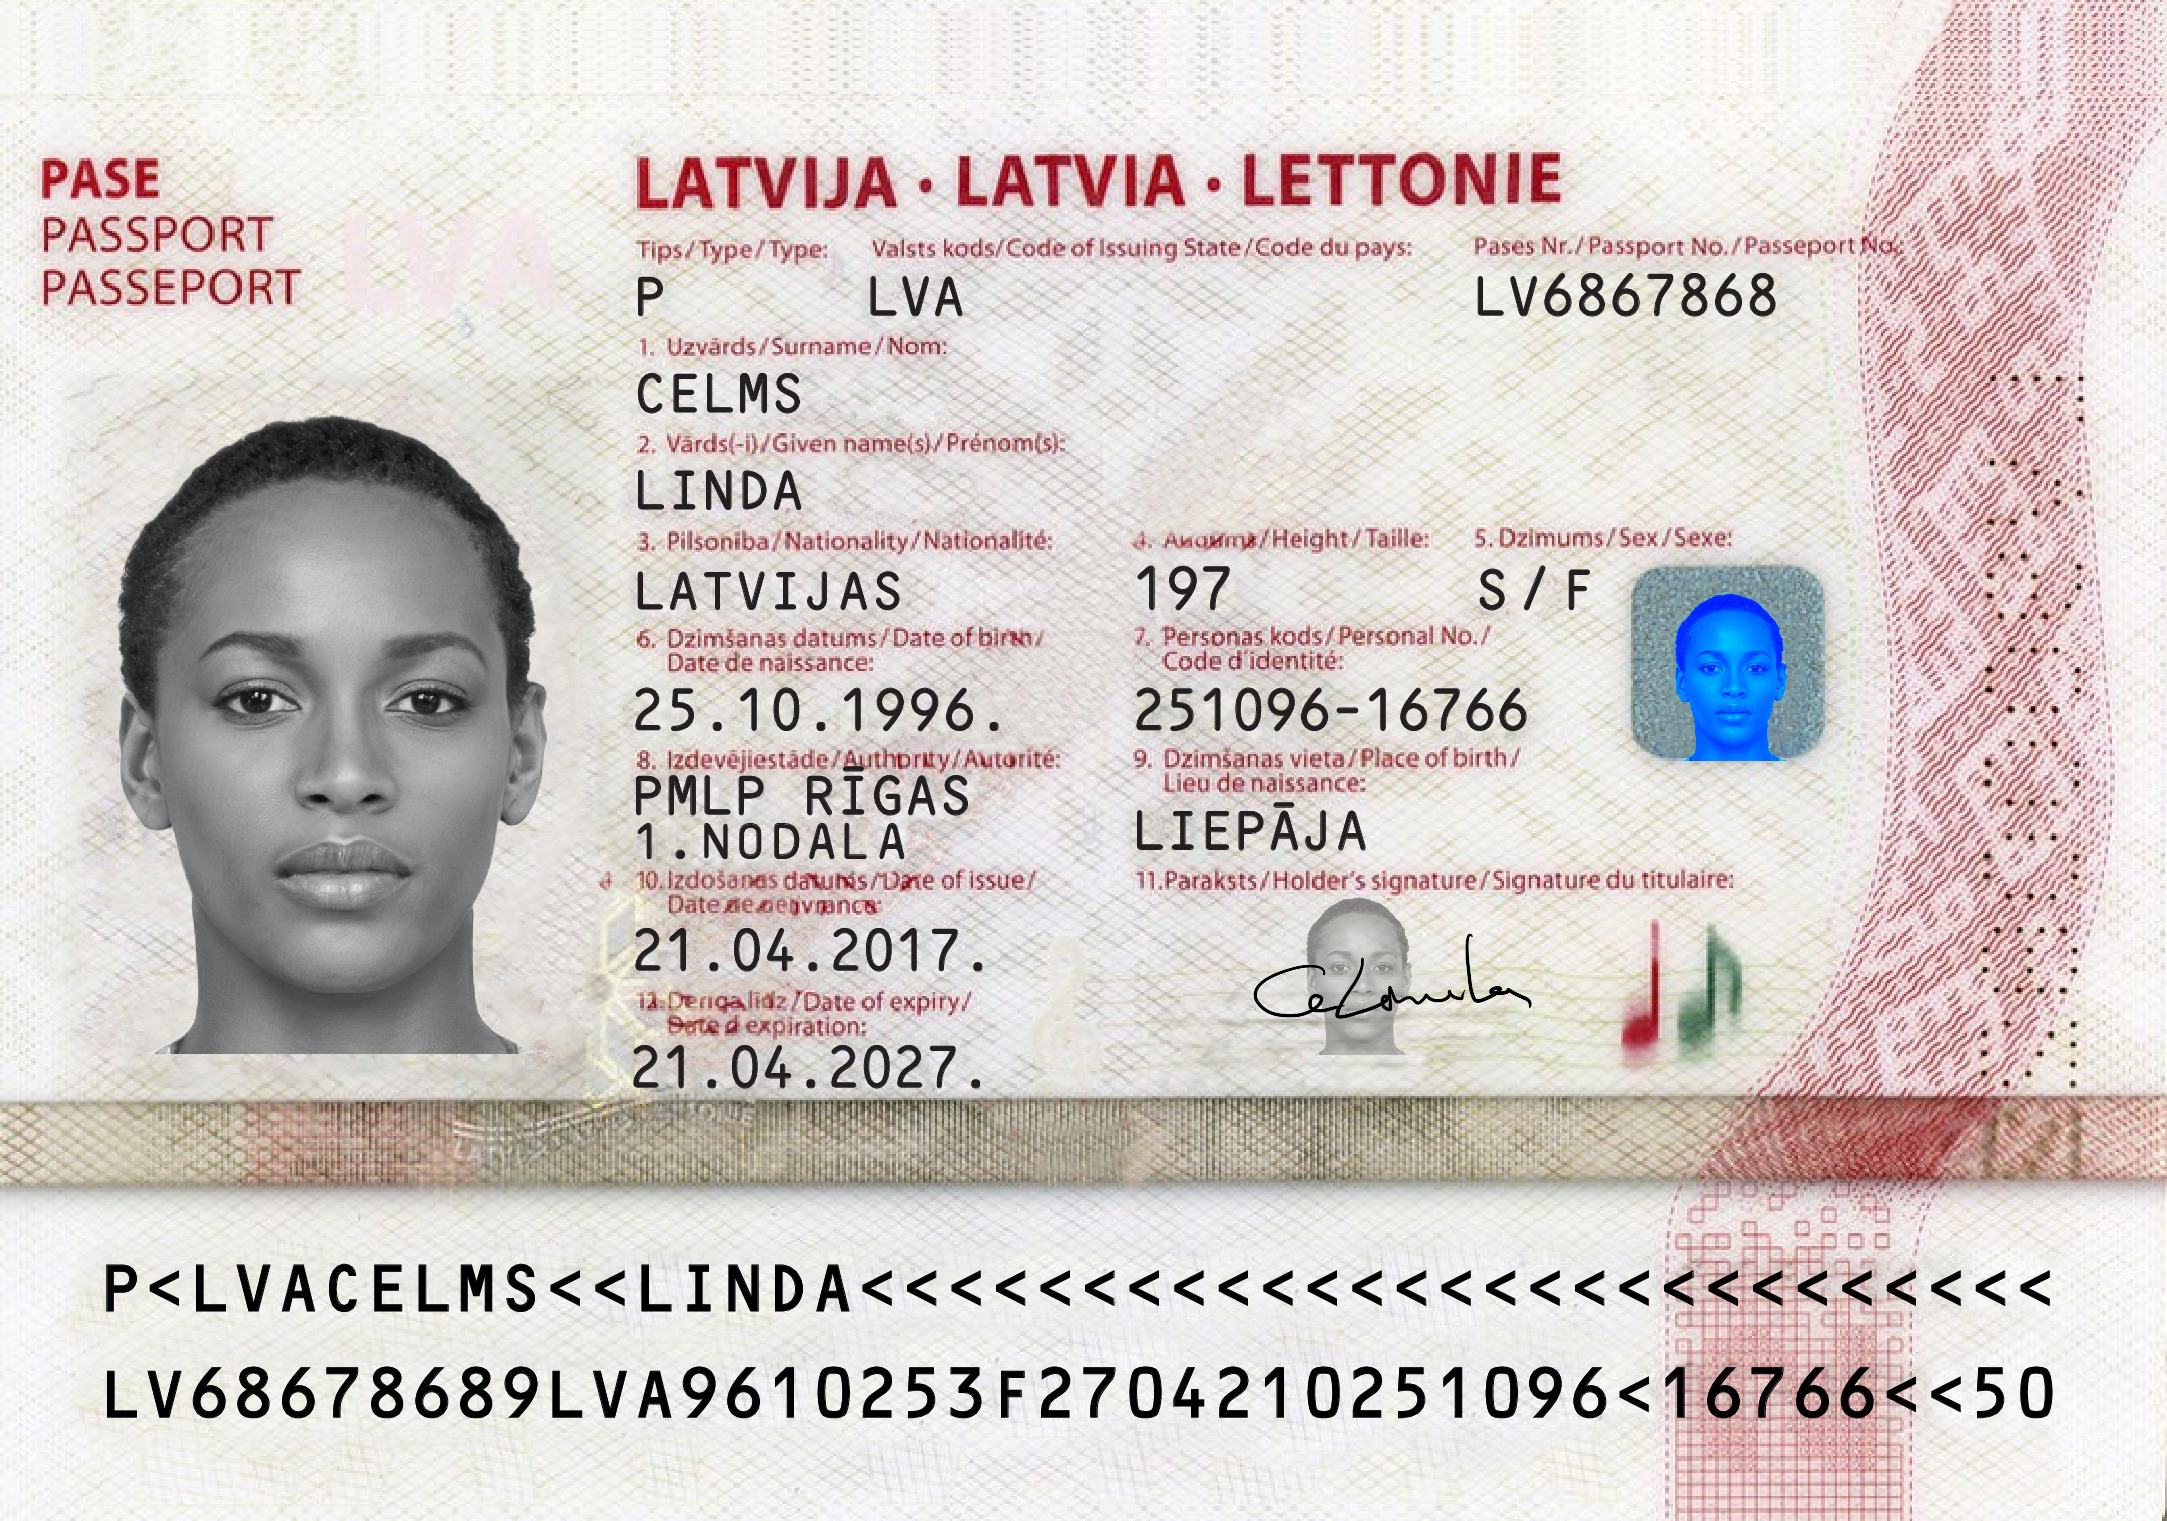 PASE
PASSPORT
PASSEPORT
LVA
LATVIJA · LATVIA · LETTONIE
Tips/Type/Type: Valsts kods/Code of Issuing State/Code du pays: Pases Nr./Passport No./Passeport No.:
P LVA LV6867868
1. Uzvārds/Surname/Nom:
CELMS
2. Vārds(-i)/Given name(s)/Prénom(s):
LINDA
3. Pilsonība/Nationality/Nationalité: 4. /Height/Taille: 5. Dzimums/Sex/Sexe:
LATVIJAS 197 S/F
6. Dzimšanas datums/Date of birth/ 7. Personas kods/Personal No./
Date de naissance: Code d'identité:
25.10.1996. 251096-16766
8. Izdevējiestāde/Authority/Autorité: 9. Dzimšanas vieta/Place of birth/
Lieu de naissance:
PMLP RĪGAS
1.NODALA
LIEPĀJA
10. Izdošanas datums/Date of issue/ 11. Paraksts/Holder's signature/Signature du titulaire:
Date de
21.04.2017.
12. /Date of expiry/
Date d'expiration:
21.04.2027.
P<LVACELMS<<LINDA<<<<<<<<<<<<<<<<<<<<<<<<<<<
LV68678689LVA9610253F2704210251096<16766<<50